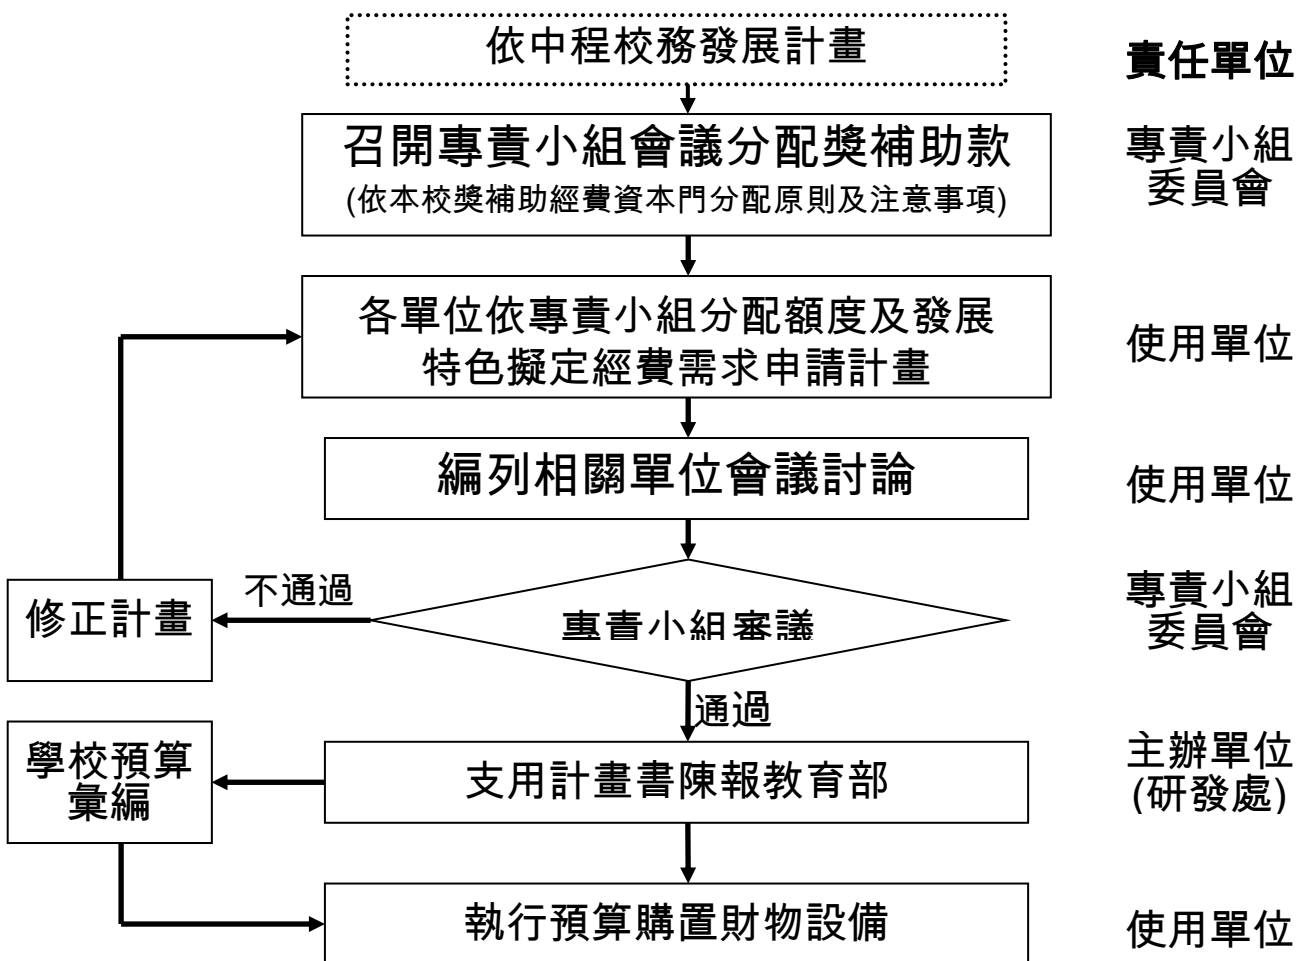 依中程校務發展計畫
責任單位
召開專責小組會議分配獎補助款
(依本校獎補助經費資本門分配原則及注意事項)
專責小組
委員會
各單位依專責小組分配額度及發展
特色擬定經費需求申請計畫
使用單位
編列相關單位會議討論
使用單位
不通過
修正計畫
專責小組審議
專責小組
委員會
通過
學校預算
彙編
支用計畫書陳報教育部
主辦單位
(研發處)
執行預算購置財物設備
使用單位